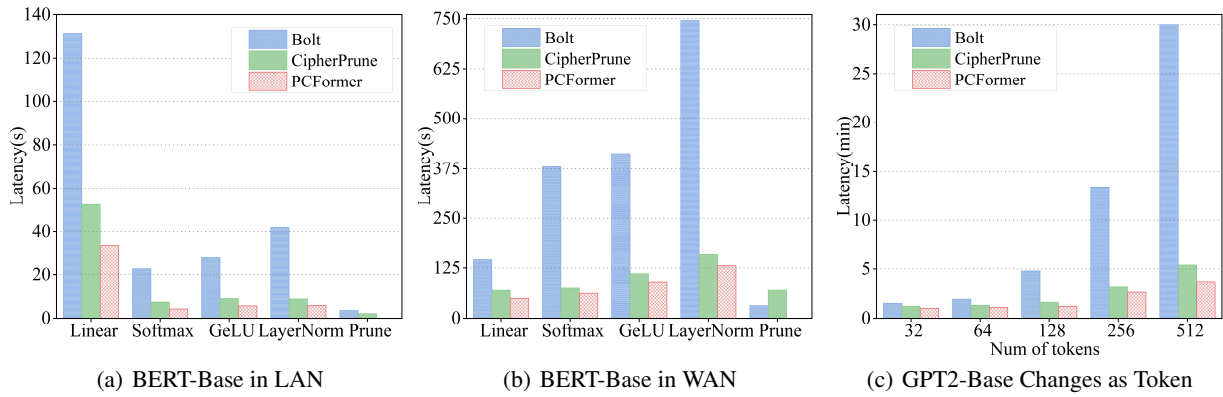 140
120
100
80
60
40
20
0
Latency(s)
Bolt
CipherPrune
PCFormer
Linear Softmax GeLU LayerNorm Prune
(a) BERT-Base in LAN
750
625
500
375
250
125
0
Latency(s)
Bolt
CipherPrune
PCFormer
Linear Softmax GeLU LayerNorm Prune
(b) BERT-Base in WAN
30
25
20
15
10
5
0
Latency(min)
Bolt
CipherPrune
PCFormer
32 64 128 256 512
Num of tokens
(c) GPT2-Base Changes as Token